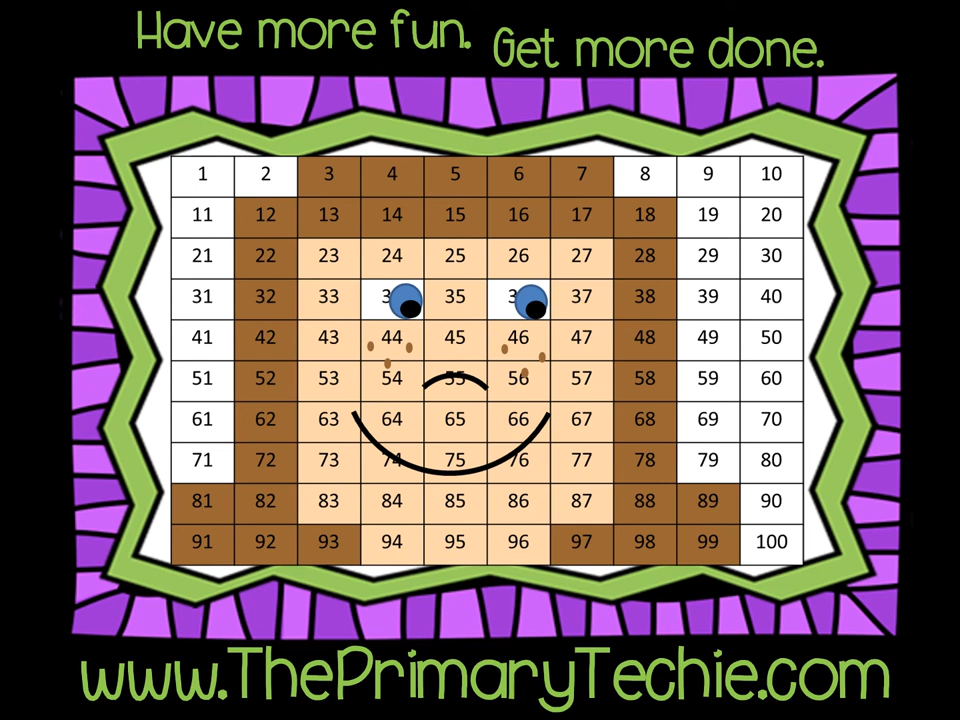 Have more fun. Get more done.
1 2 3 4 5 6 7 8 9 10
11 12 13 14 15 16 17 18 19 20
21 22 23 24 25 26 27 28 29 30
31 32 33 3 35 3 37 38 39 40
41 42 43 44 45 46 47 48 49 50
51 52 53 54 55 56 57 58 59 60
61 62 63 64 65 66 67 68 69 70
71 72 73 74 75 76 77 78 79 80
81 82 83 84 85 86 87 88 89 90
91 92 93 94 95 96 97 98 99 100
www.ThePrimaryTechie.com